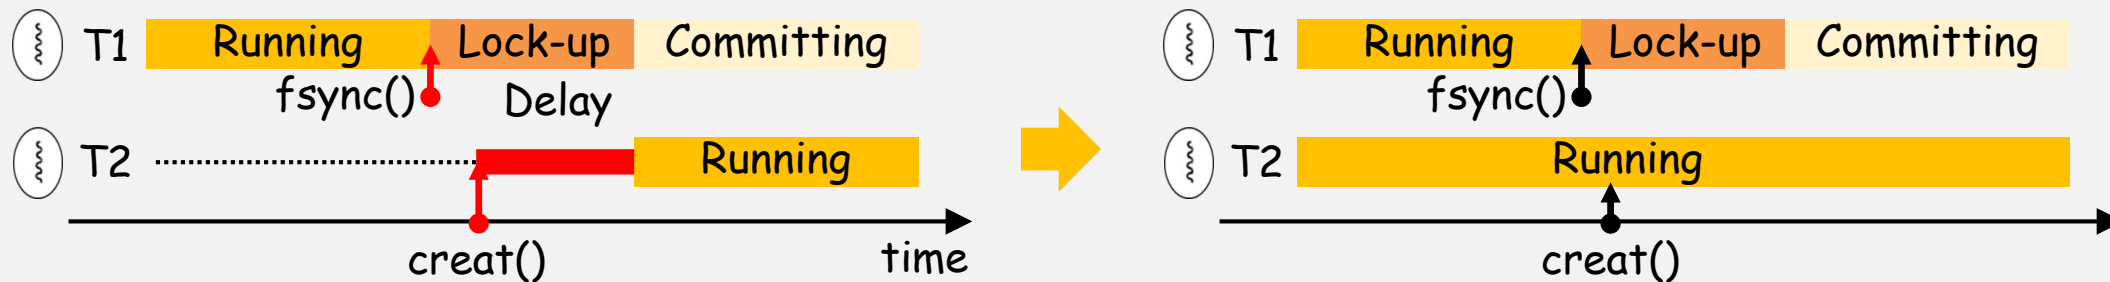 T1 Running Lock-up Committing
fsync() Delay
T2 Running
creat() time
T1 Running Lock-up Committing
fsync()
T2 Running
creat()